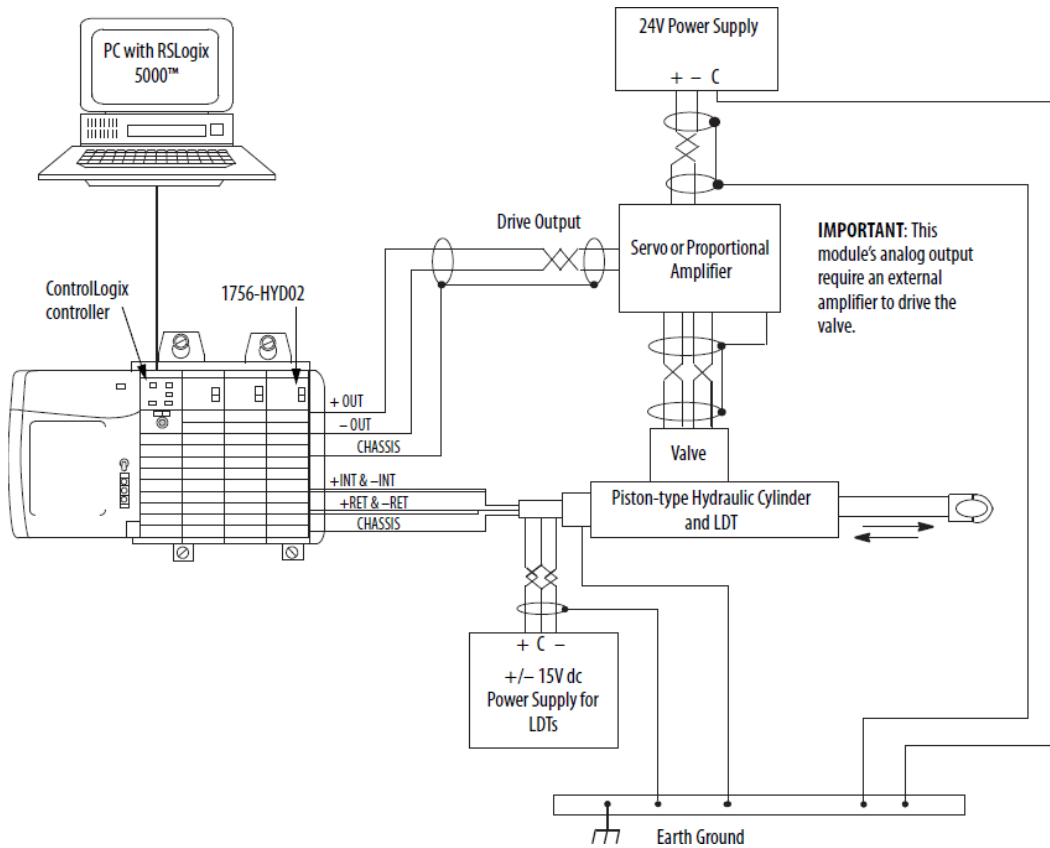 PC with RSLogix
5000™
24V Power Supply
+ – C
Drive Output
Servo or Proportional
Amplifier
IMPORTANT: This
module's analog output
require an external
amplifier to drive the
valve.
ControlLogix
controller
1756-HYD02
+ OUT
– OUT
CHASSIS
+INT & –INT
+RET & –RET
CHASSIS
Valve
Piston-type Hydraulic Cylinder
and LDT
+ C –
+/– 15V dc
Power Supply for
LDTs
Earth Ground